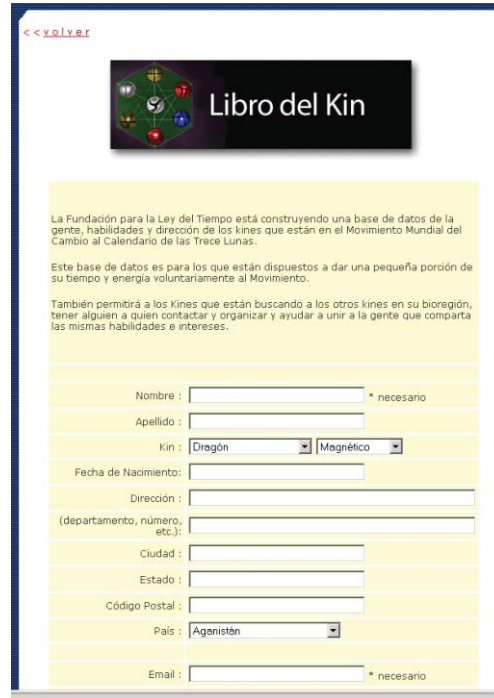 <<volver
Libro del Kin
La Fundación para la Ley del Tiempo está construyendo una base de datos de la
gente, habilidades y dirección de los kines que están en el Movimiento Mundial del
Cambio al Calendario de las Trece Lunas.
Este base de datos es para los que están dispuestos a dar una pequeña porción de
su tiempo y energía voluntariamente al Movimiento.
También permitirá a los Kines que están buscando a los otros kines en su bioregión,
tener alguien a quien contactar y organizar y ayudar a unir a la gente que comparta
las mismas habilidades e intereses.
Nombre : * necesario
Apellido :
Kin : Dragón Magnético
Fecha de Nacimiento:
Dirección :
(departamento, número,
etc.):
Ciudad :
Estado :
Código Postal :
País : Aganistán
Email : * necesario